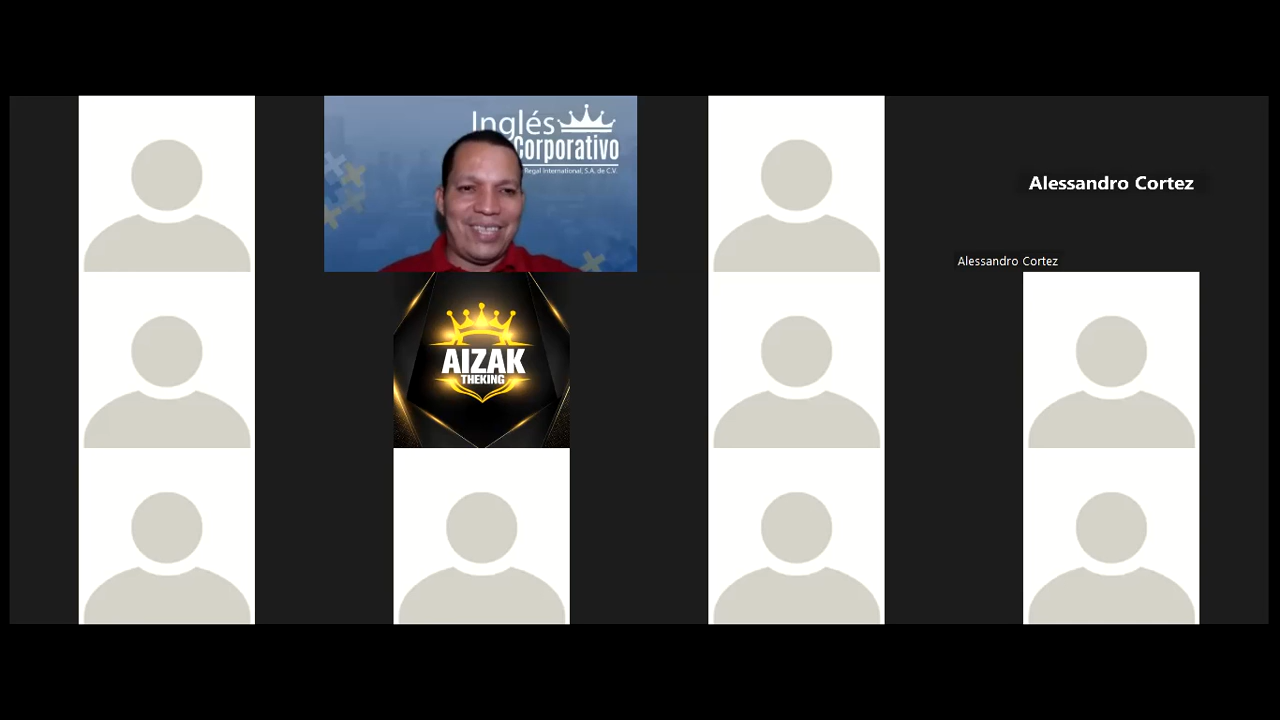 Inglés
Corporativo
Regal International, S.A. de C.V.
Alessandro Cortez
Alessandro Cortez
AIZAK
THEKING